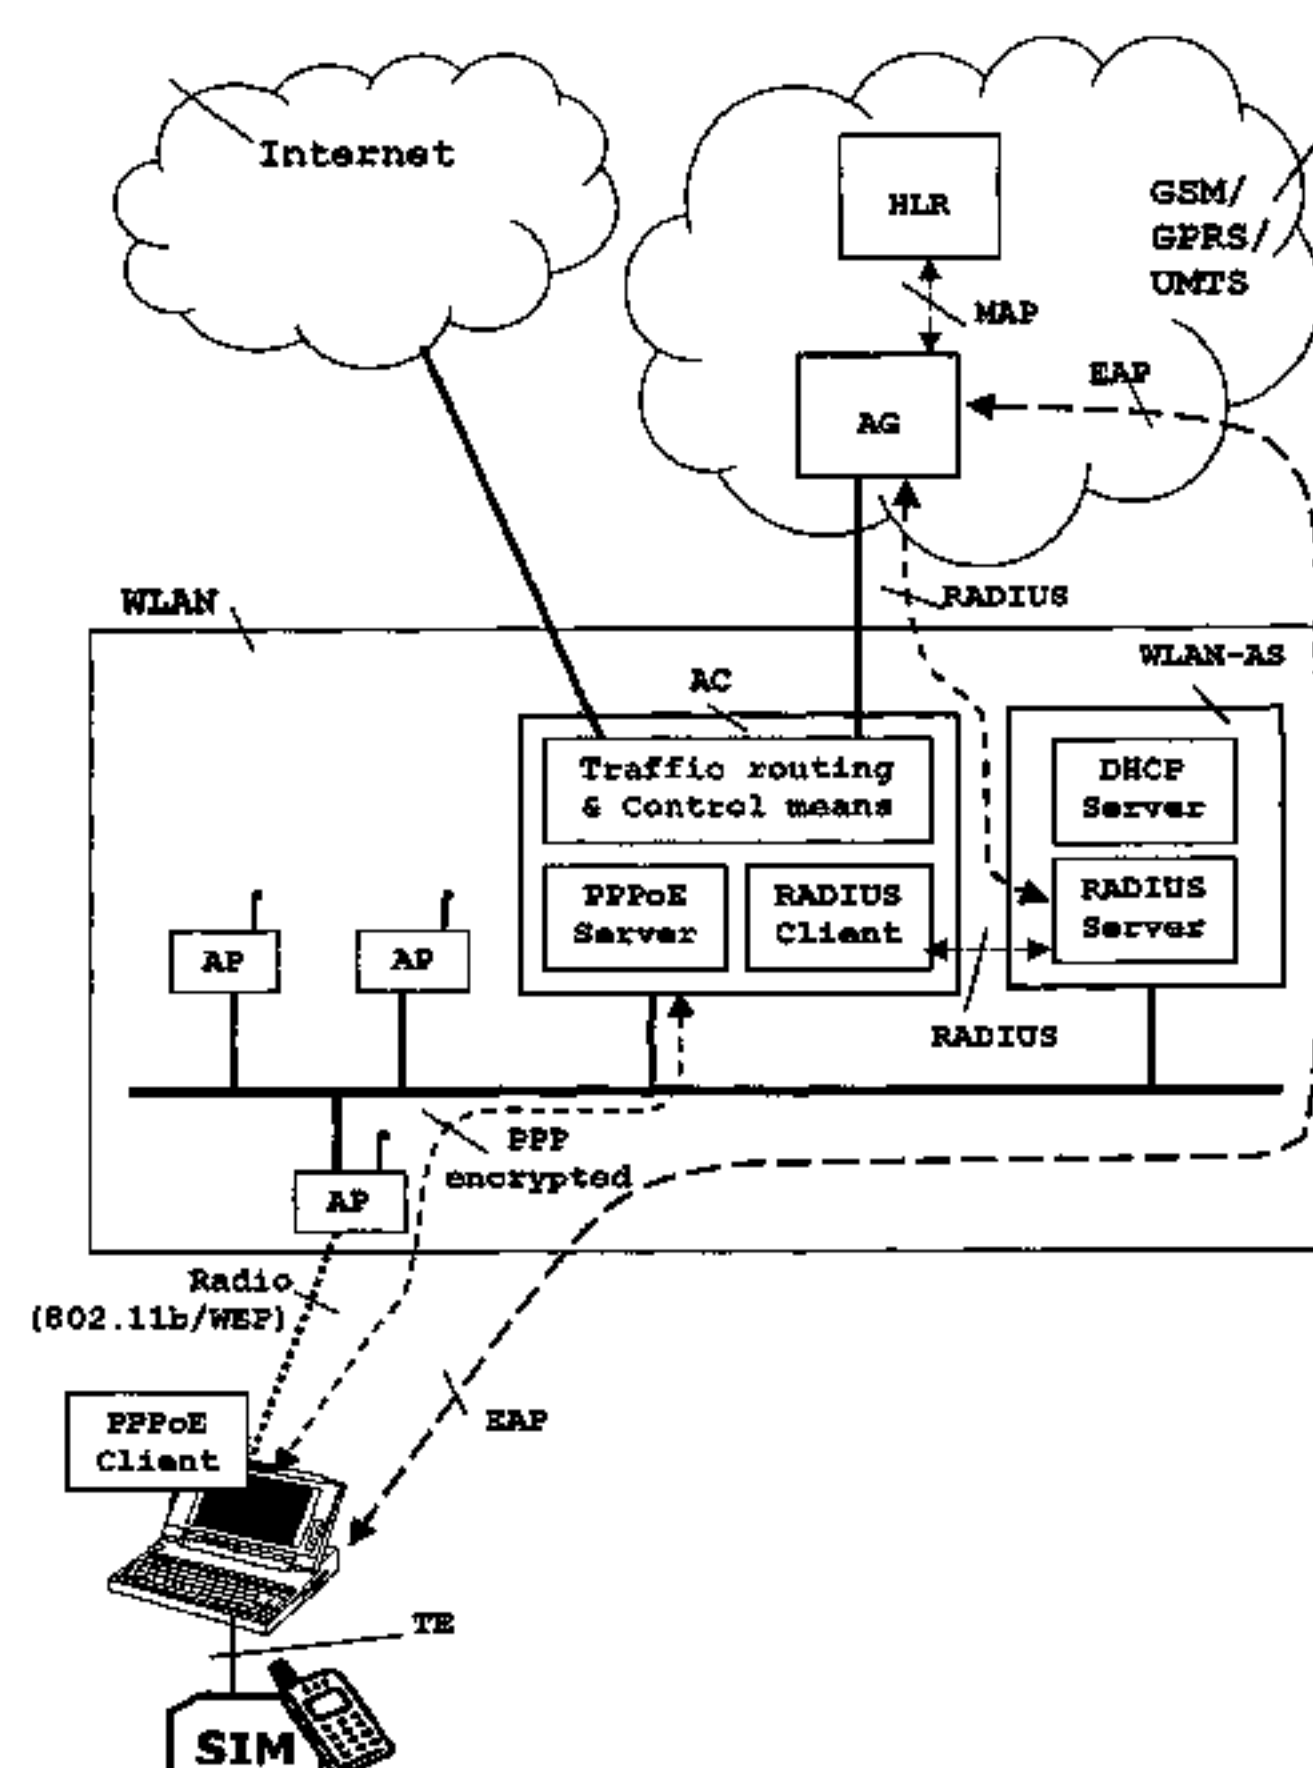 Internet
HLR
GSM/
GPRS/
UMTS
MAP
EAP
AG
RADIUS
WLAN
WLAN-AS
AC
Traffic routing
& Control means
DHCP
Server
PPPoE
Server
RADIUS
Client
RADIUS
Server
AP
AP
RADIUS
PPP
encrypted
AP
Radio
(802.11b/WEP)
PPPoE
Client
EAP
TE
SIM